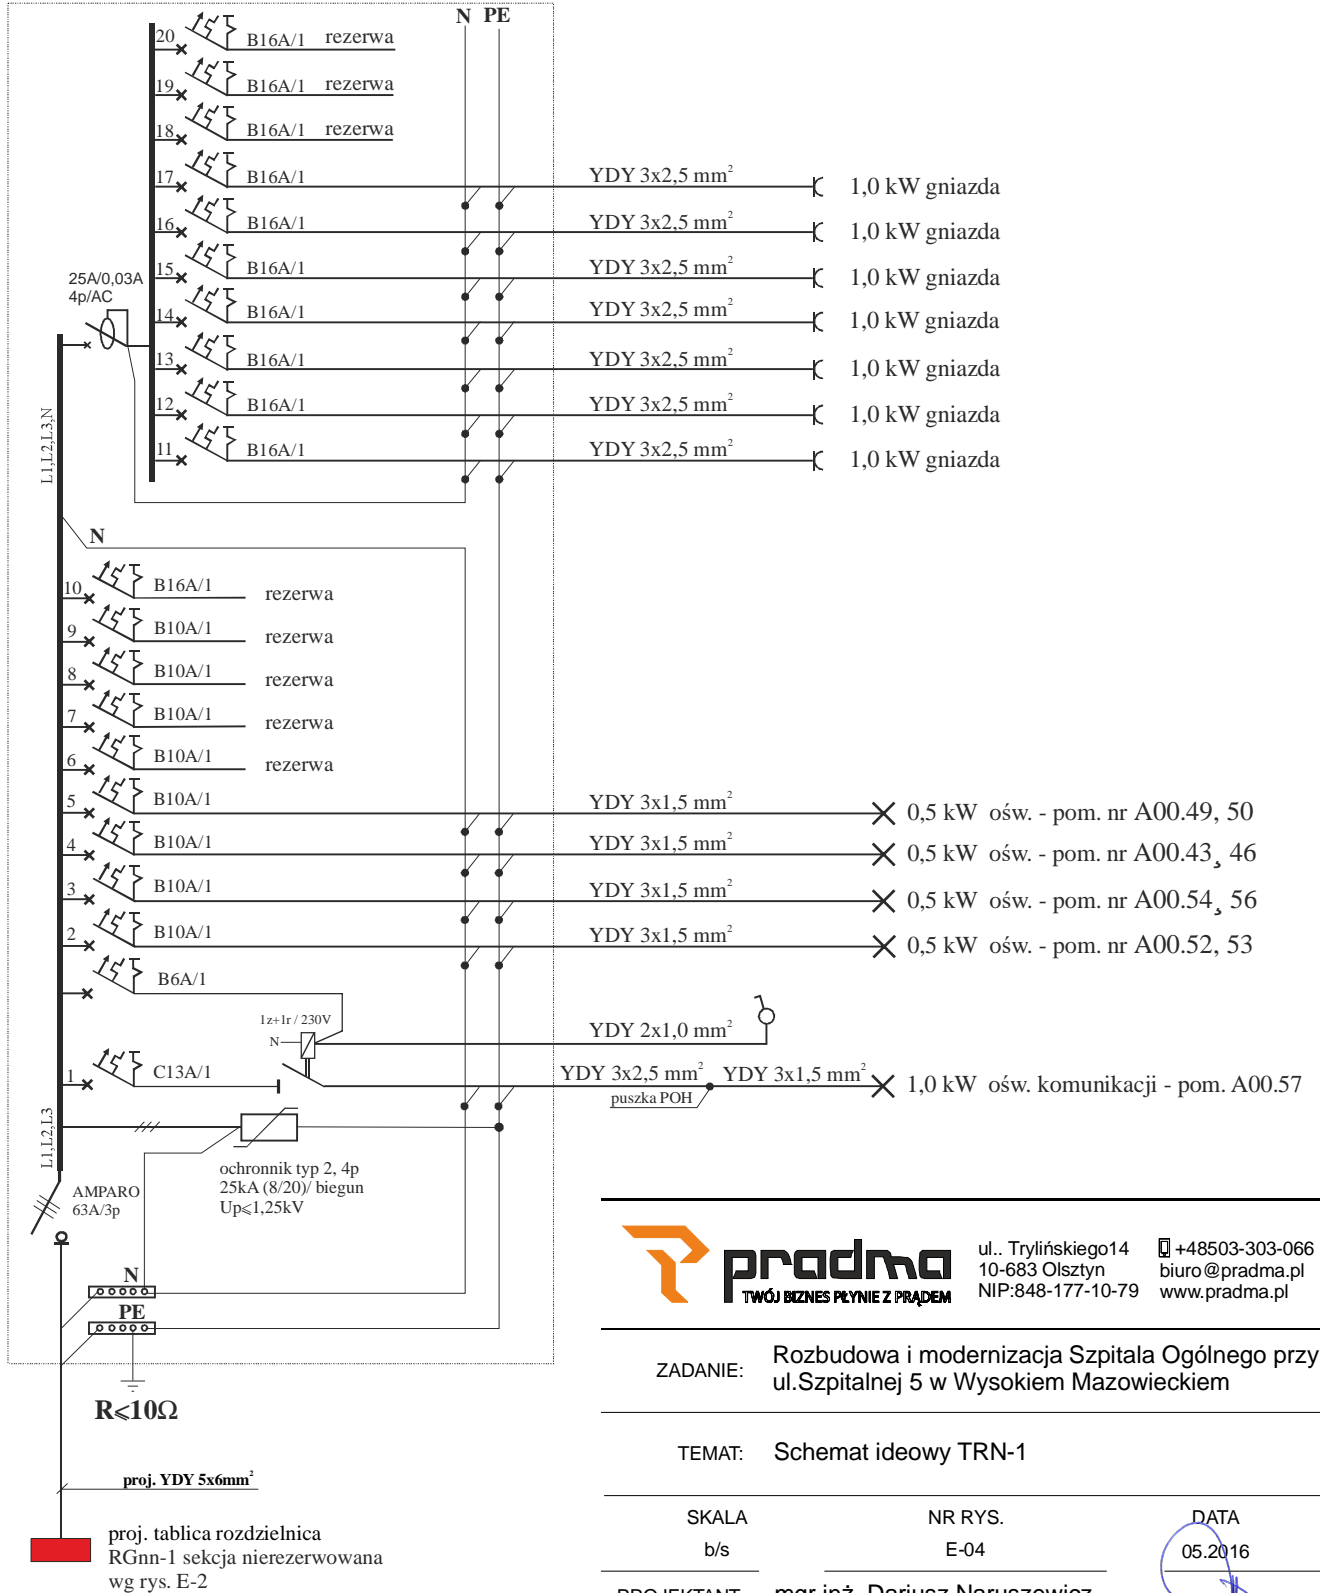 N PE
20 B16A/1 rezerwa
19 B16A/1 rezerwa
18 B16A/1 rezerwa
17 B16A/1 YDY 3x2,5 mm² 1,0 kW gniazda
16 B16A/1 YDY 3x2,5 mm² 1,0 kW gniazda
15 B16A/1 YDY 3x2,5 mm² 1,0 kW gniazda
25A/0,03A
4p/AC
14 B16A/1 YDY 3x2,5 mm² 1,0 kW gniazda
13 B16A/1 YDY 3x2,5 mm² 1,0 kW gniazda
12 B16A/1 YDY 3x2,5 mm² 1,0 kW gniazda
11 B16A/1 YDY 3x2,5 mm² 1,0 kW gniazda
L1,L2,L3,N
N
10 B16A/1 rezerwa
9 B10A/1 rezerwa
8 B10A/1 rezerwa
7 B10A/1 rezerwa
6 B10A/1 rezerwa
5 B10A/1 YDY 3x1,5 mm² 0,5 kW ośw. - pom. nr A00.49, 50
4 B10A/1 YDY 3x1,5 mm² 0,5 kW ośw. - pom. nr A00.43, 46
3 B10A/1 YDY 3x1,5 mm² 0,5 kW ośw. - pom. nr A00.54, 56
2 B10A/1 YDY 3x1,5 mm² 0,5 kW ośw. - pom. nr A00.52, 53
B6A/1
1z+1r / 230V
N
YDY 2x1,0 mm²
1 C13A/1 YDY 3x2,5 mm² YDY 3x1,5 mm² 1,0 kW ośw. komunikacji - pom. A00.57
puszka POH
L1,L2,L3
ochronnik typ 2, 4p
25kA (8/20)/ biegun
Up≤1,25kV
AMPARO
63A/3p
N
PE
R≤10Ω
proj. YDY 5x6mm²
proj. tablica rozdzielnica
RGnn-1 sekcja nierezerwowana
wg rys. E-2
pradma
TWÓJ BIZNES PŁYNIE Z PRĄDEM
ul.. Trylińskiego14
10-683 Olsztyn
NIP:848-177-10-79
+48503-303-066
biuro@pradma.pl
www.pradma.pl
ZADANIE: Rozbudowa i modernizacja Szpitala Ogólnego przy
ul.Szpitalnej 5 w Wysokiem Mazowieckiem
TEMAT: Schemat ideowy TRN-1
SKALA NR RYS. DATA
b/s E-04 05.2016
PROJEKTANT mgr inż. Dariusz Naruszewicz